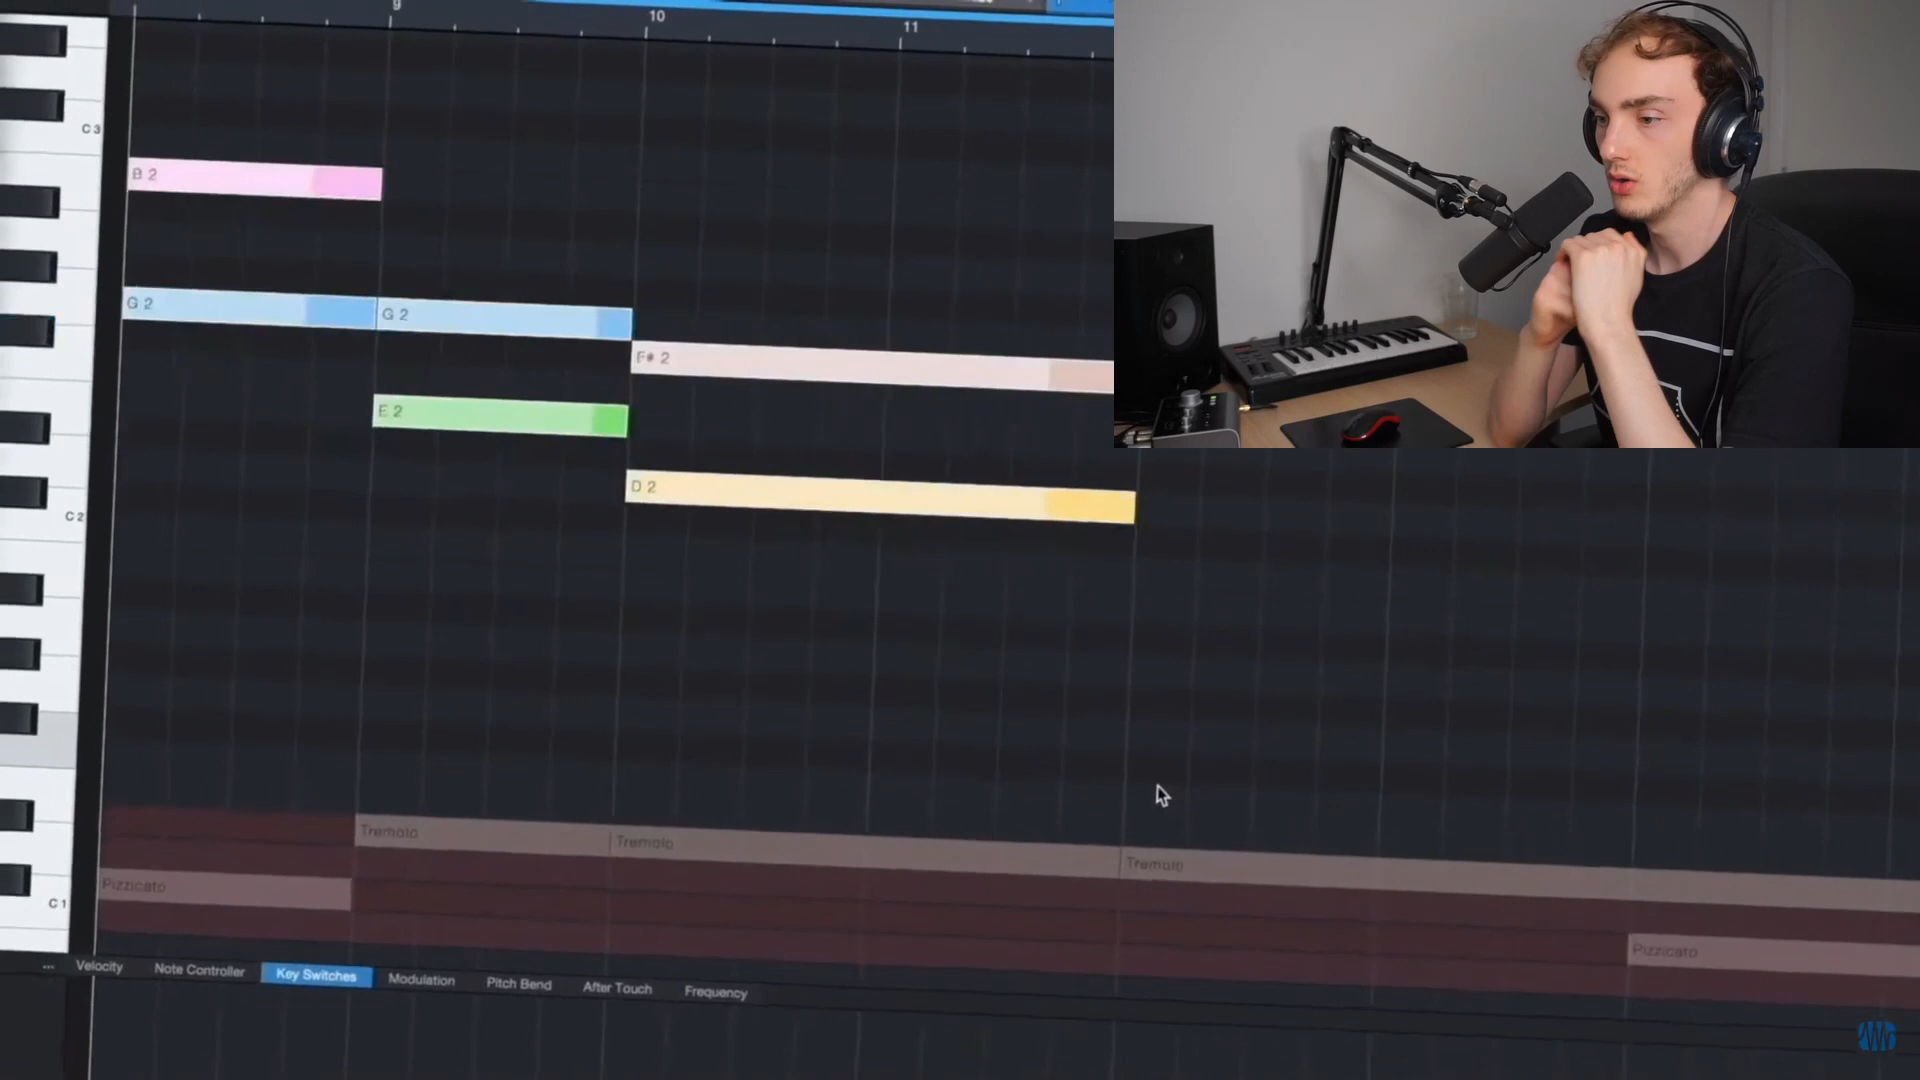 9
10
11
C3
B 2
G 2
G 2
F# 2
E 2
D 2
C2
Tremolo
Tremolo
Tremolo
Pizzicato
C1
Pizzicato
... Velocity Note Controller Key Switches Modulation Pitch Bend After Touch Frequency